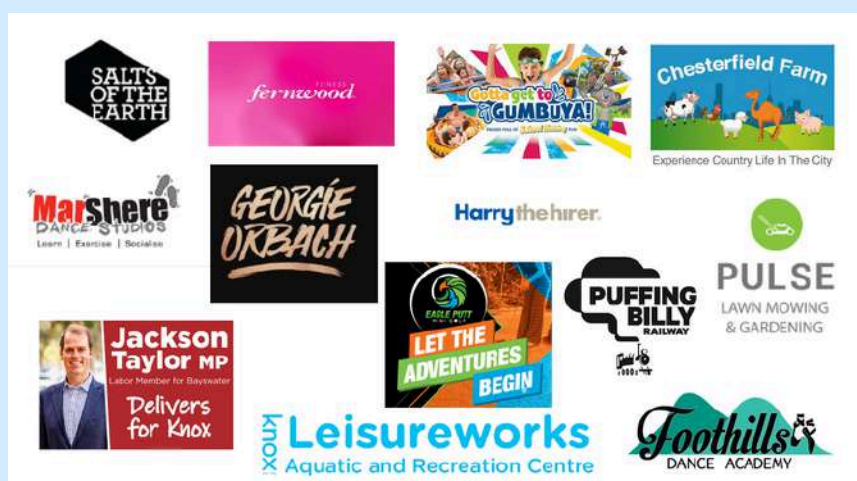 SALTS
OF THE
EARTH
FITNESS
fernwood
Gotta get to
GUMBUYA!
Chesterfield Farm
Experience Country Life In The City
MarShere
DANCE STUDIOS
Learn | Exercise | Socialise
GEORGIE
ORBACH
Harrythehirer.
EAGLE PUTT
MINI GOLF
LET THE
ADVENTURES
BEGIN
PUFFING
BILLY
RAILWAY
PULSE
LAWN MOWING
& GARDENING
Jackson
Taylor MP
Labor Member for Bayswater
Delivers
for Knox
knox
Leisureworks
Aquatic and Recreation Centre
Foothills
DANCE ACADEMY